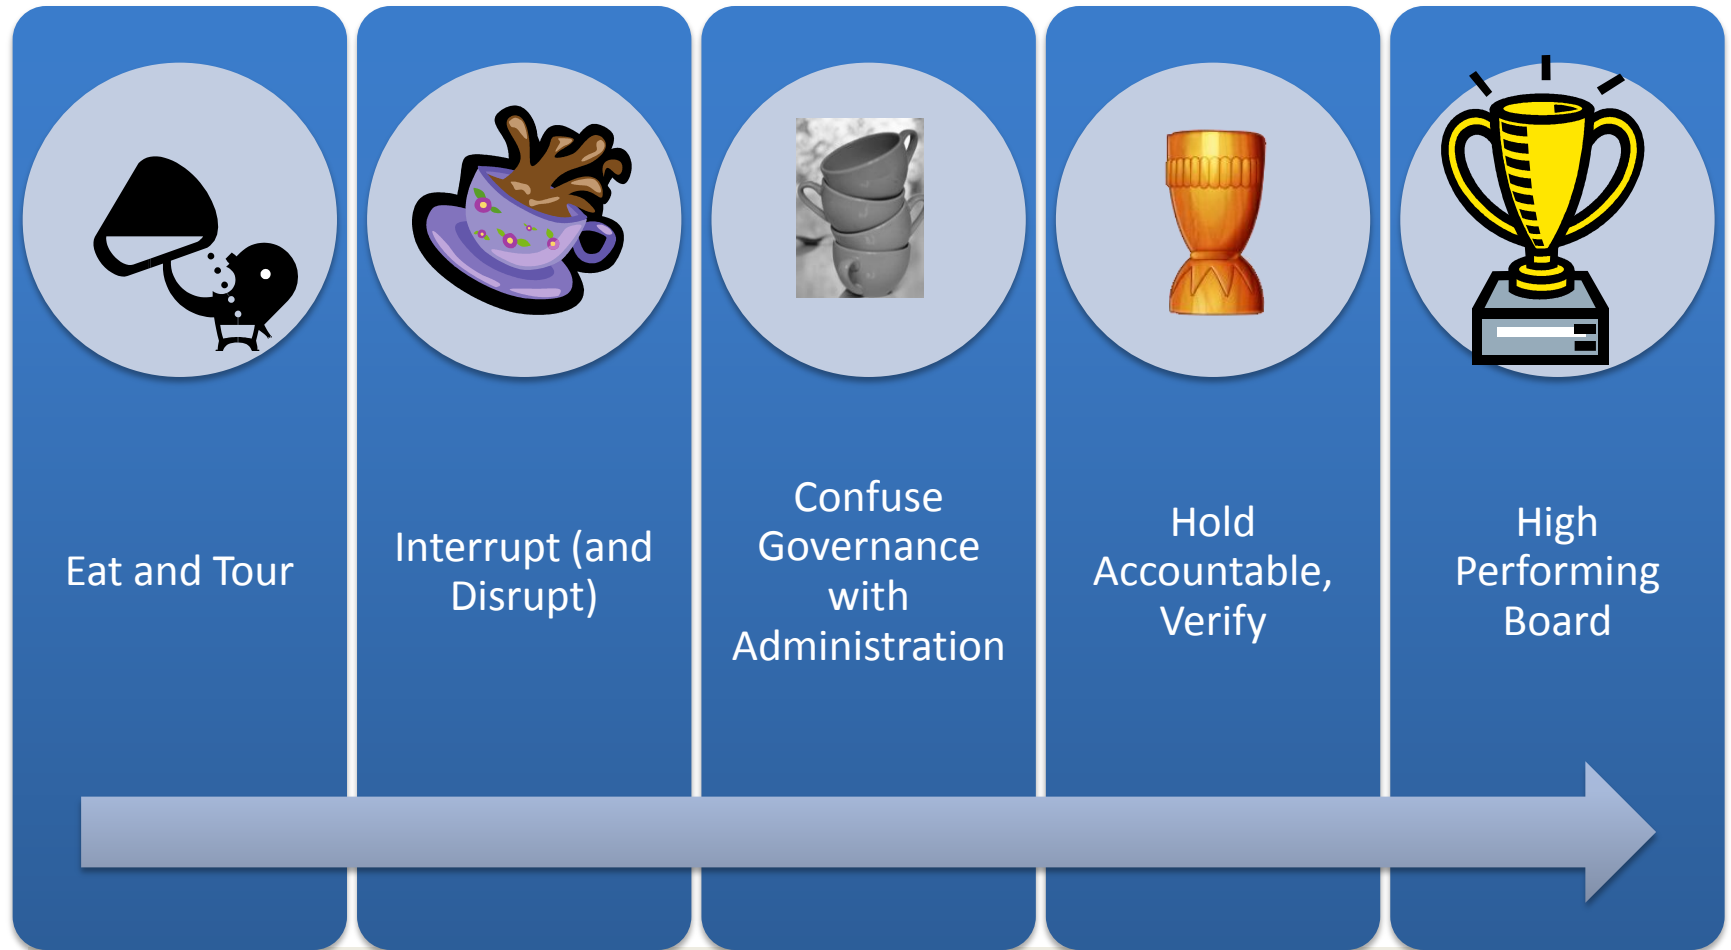 Eat and Tour
Interrupt (and
Disrupt)
Confuse
Governance
with
Administration
Hold
Accountable,
Verify
High
Performing
Board